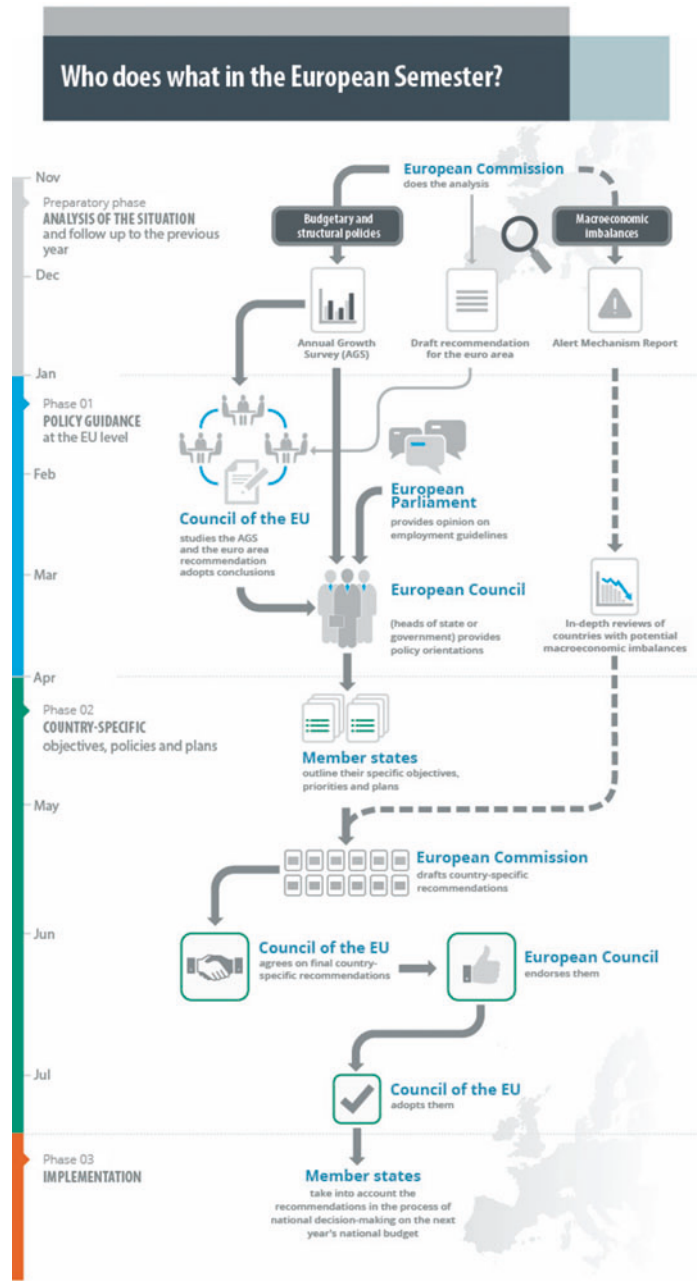 Who does what in the European Semester?
Nov
Preparatory phase
ANALYSIS OF THE SITUATION
and follow up to the previous
year
European Commission
does the analysis
Budgetary and
structural policies
Macroeconomic
imbalances
Dec
Annual Growth
Survey (AGS)
Draft recommendation
for the euro area
Alert Mechanism Report
Jan
Phase 01
POLICY GUIDANCE
at the EU level
Feb
Council of the EU
studies the AGS
and the euro area
recommendation
adopts conclusions
European
Parliament
provides opinion on
employment guidelines
Mar
European Council
(heads of state or
government) provides
policy orientations
In-depth reviews of
countries with potential
macroeconomic imbalances
Apr
Phase 02
COUNTRY-SPECIFIC
objectives, policies and plans
Member states
outline their specific objectives,
priorities and plans
May
European Commission
drafts country-specific
recommendations
Jun
Council of the EU
agrees on final country-
specific recommendations
European Council
endorses them
Jul
Council of the EU
adopts them
Phase 03
IMPLEMENTATION
Member states
take into account the
recommendations in the process of
national decision-making on the next
year's national budget